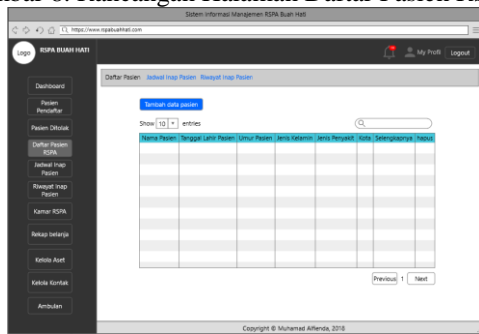 Sistem Informasi Manajemen RSPA Buah Hati
https://www.rspabuahhati.com
Logo RSPA BUAH HATI
My Profil Logout
Daftar Pasien Jadwal Inap Pasien Riwayat Inap Pasien
Dashboard
Pasien
Pendaftar
Pasien Ditolak
Daftar Pasien
RSPA
Jadwal Inap
Pasien
Riwayat Inap
Pasien
Kamar RSPA
Rekap belanja
Kelola Aset
Kelola Kontak
Ambulan
Tambah data pasien
Show 10 entries
Nama Pasien Tanggal Lahir Pasien Umur Pasien Jenis Kelamin Jenis Penyakit Kota Selengkapnya hapus
Previous 1 Next
Copyright © Muhamad Alfienda, 2018